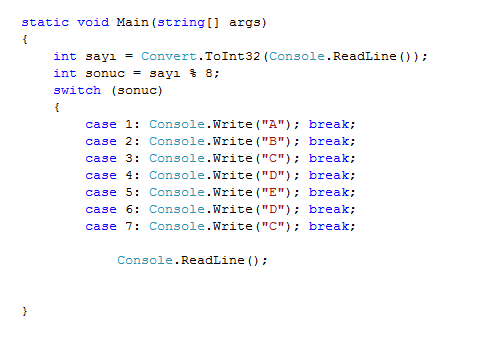 static void Main(string[] args)
{
int sayı = Convert.ToInt32(Console.ReadLine());
int sonuc = sayı % 8;
switch (sonuc)
{
case 1: Console.Write("A"); break;
case 2: Console.Write("B"); break;
case 3: Console.Write("C"); break;
case 4: Console.Write("D"); break;
case 5: Console.Write("E"); break;
case 6: Console.Write("D"); break;
case 7: Console.Write("C"); break;
Console.ReadLine();
}